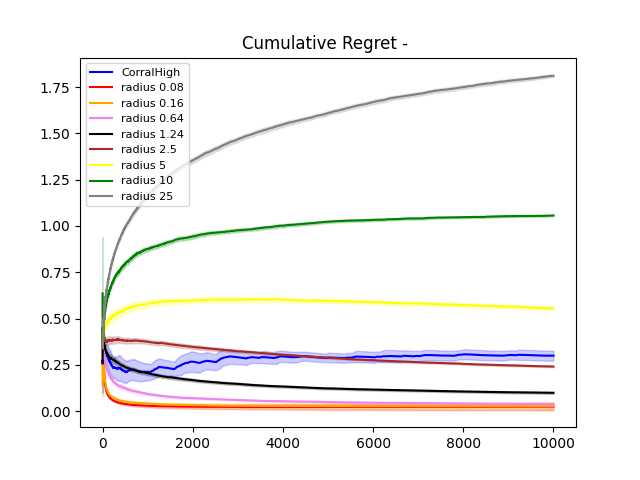 Cumulative Regret -
CorralHigh
radius 0.08
radius 0.16
radius 0.64
radius 1.24
radius 2.5
radius 5
radius 10
radius 25
1.75
1.50
1.25
1.00
0.75
0.50
0.25
0.00
0 2000 4000 6000 8000 10000